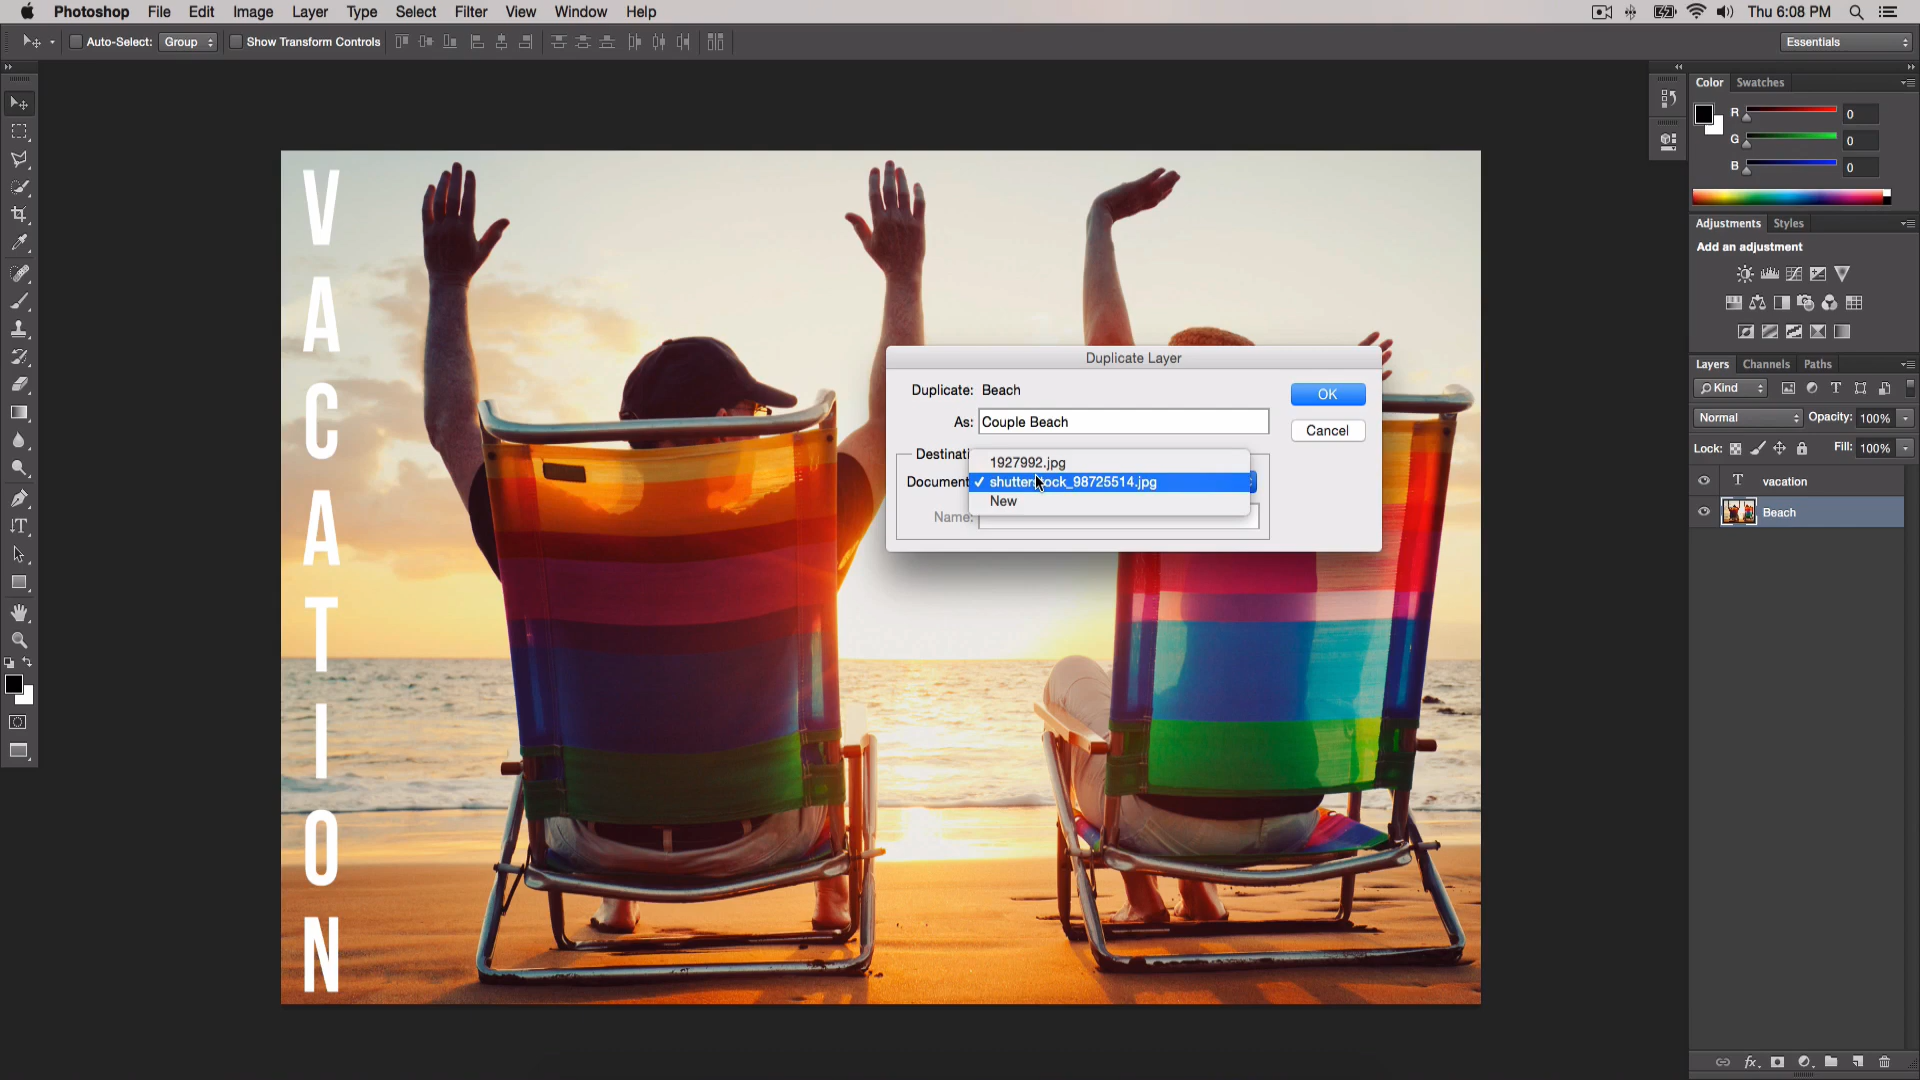 Photoshop File Edit Image Layer Type Select Filter View Window Help Thu 6:08 PM
Auto-Select: Group Show Transform Controls Essentials
Color Swatches
R 0
G 0
B 0
Adjustments Styles
Add an adjustment
Layers Channels Paths
Kind
Normal Opacity: 100%
Lock: Fill: 100%
vacation
Beach
VACATION
Duplicate Layer
Duplicate: Beach
As: Couple Beach
OK
Cancel
Destinati
1927992.jpg
Document shutterstock_98725514.jpg
New
Name: